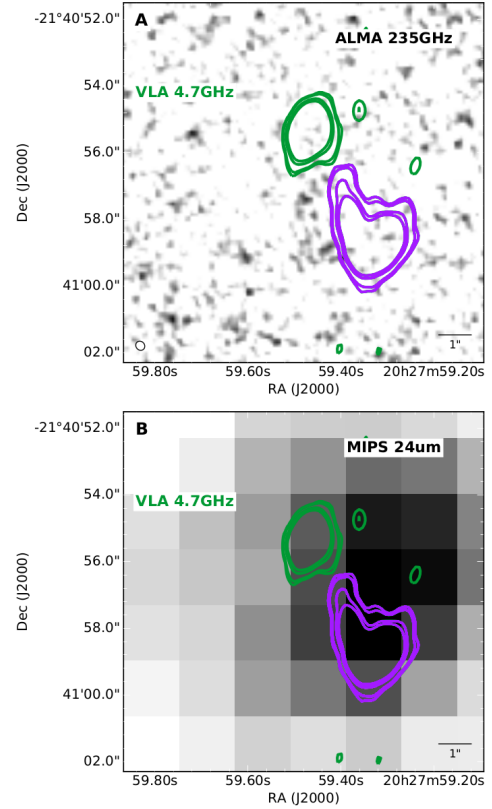 -21°40'52.0"
A
ALMA 235GHz
54.0"
VLA 4.7GHz
56.0"
Dec (J2000)
58.0"
41'00.0"
02.0"
1"
59.80s 59.60s 59.40s 20h27m59.20s
RA (J2000)
-21°40'52.0"
B
MIPS 24um
54.0"
VLA 4.7GHz
56.0"
Dec (J2000)
58.0"
41'00.0"
02.0"
1"
59.80s 59.60s 59.40s 20h27m59.20s
RA (J2000)